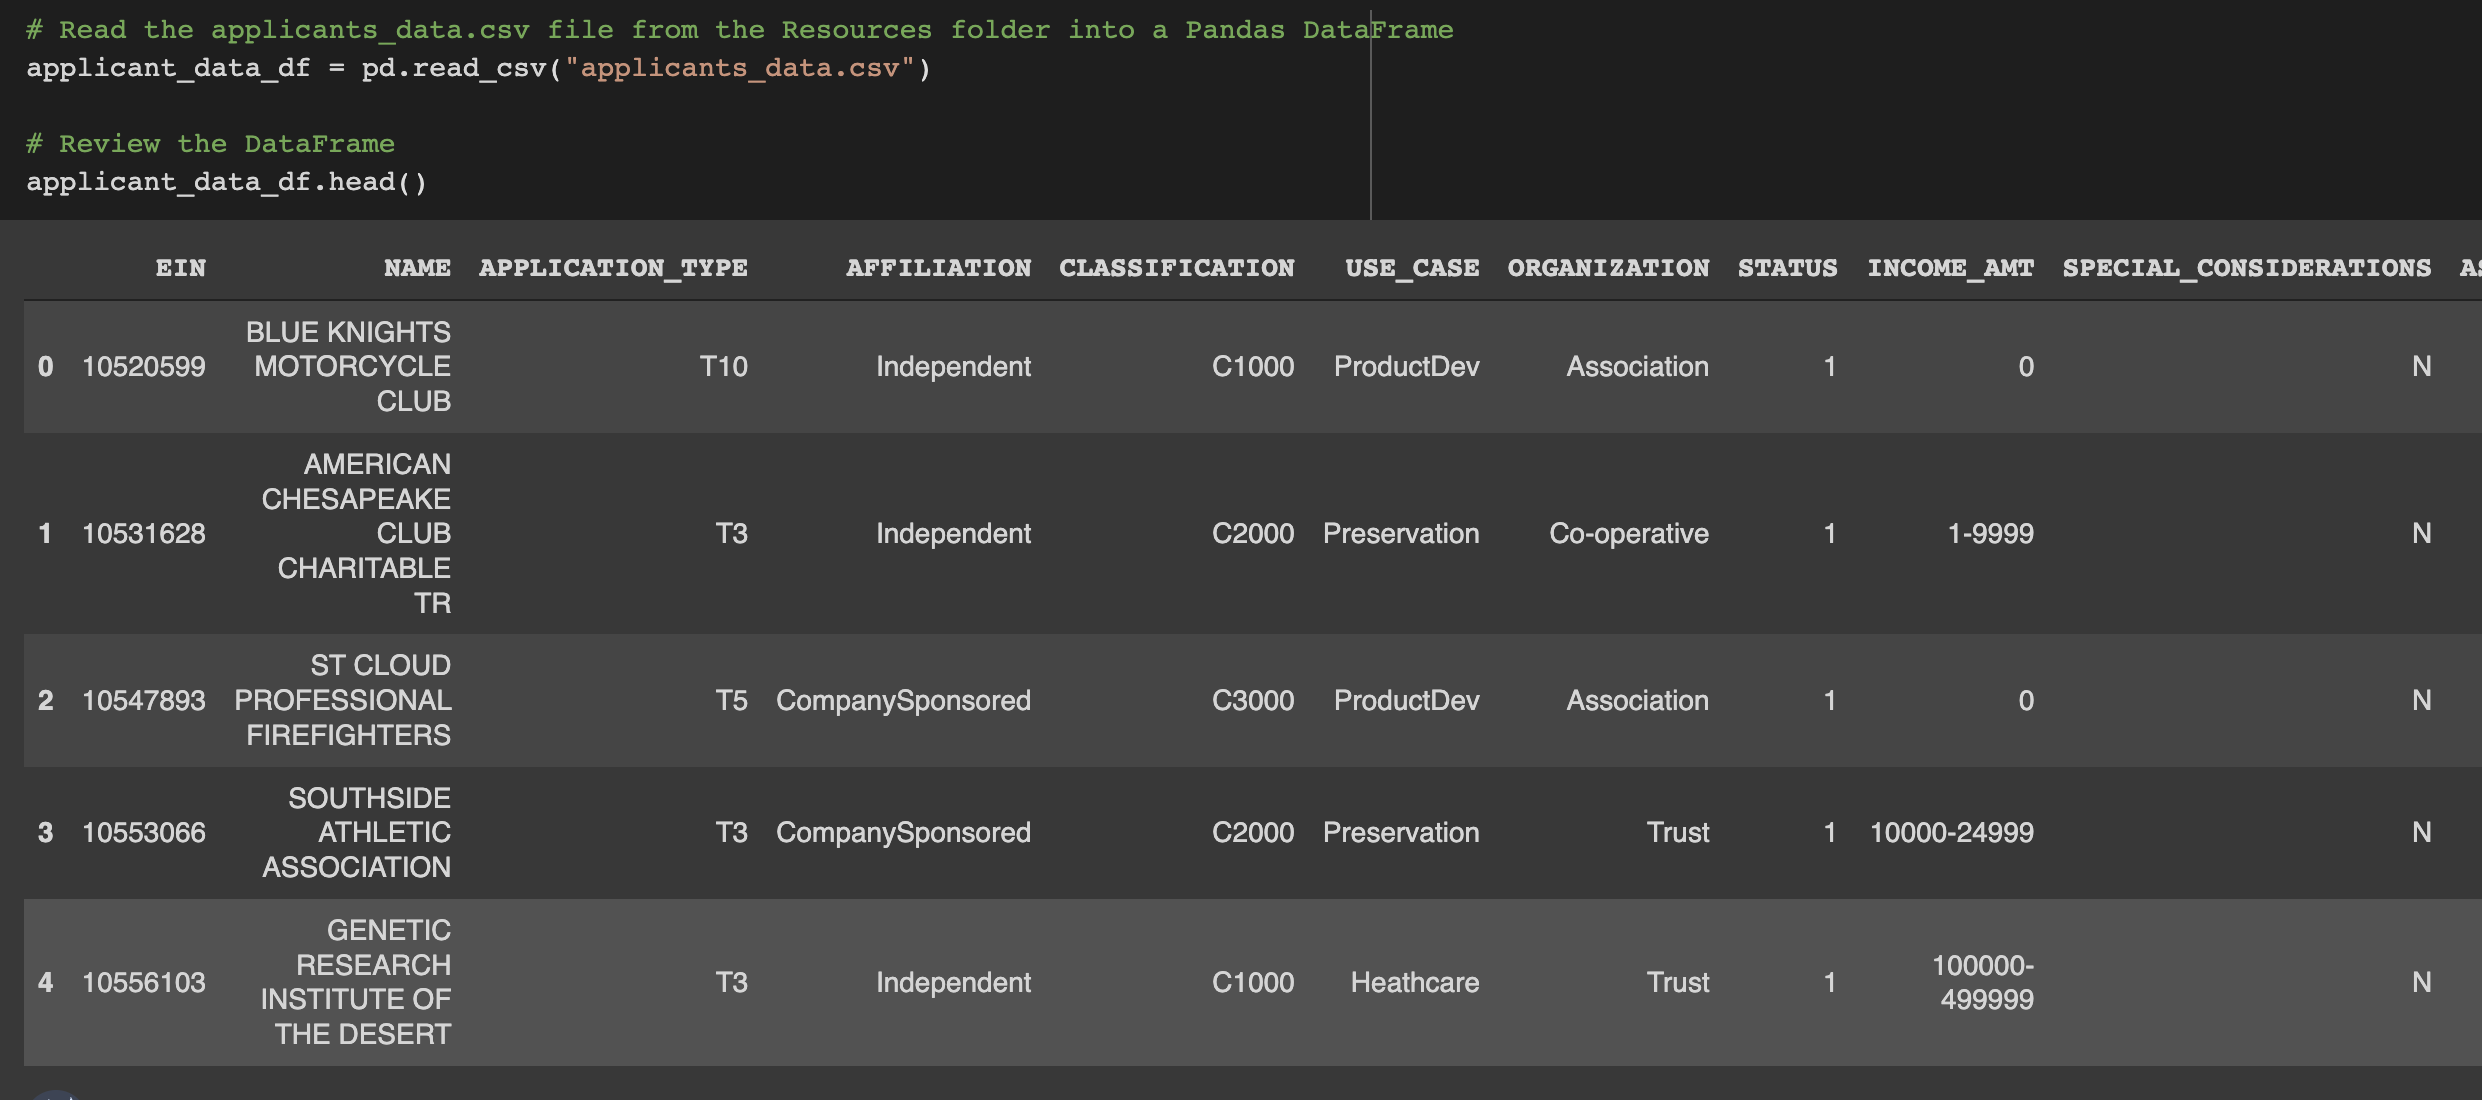 # Read the applicants_data.csv file from the Resources folder into a Pandas DataFrame
applicant_data_df = pd.read_csv("applicants_data.csv")
# Review the DataFrame
applicant_data_df.head()
EIN NAME APPLICATION_TYPE AFFILIATION CLASSIFICATION USE_CASE ORGANIZATION STATUS INCOME_AMT SPECIAL_CONSIDERATIONS
BLUE KNIGHTS
0 10520599 MOTORCYCLE T10 Independent C1000 ProductDev Association 1 0 N
CLUB
AMERICAN
CHESAPEAKE
1 10531628 CLUB T3 Independent C2000 Preservation Co-operative 1 1-9999 N
CHARITABLE
TR
ST CLOUD
2 10547893 PROFESSIONAL T5 CompanySponsored C3000 ProductDev Association 1 0 N
FIREFIGHTERS
SOUTHSIDE
3 10553066 ATHLETIC T3 CompanySponsored C2000 Preservation Trust 1 10000-24999 N
ASSOCIATION
GENETIC
RESEARCH 100000-
4 10556103 T3 Independent C1000 Heathcare Trust 1 N
INSTITUTE OF 499999
THE DESERT